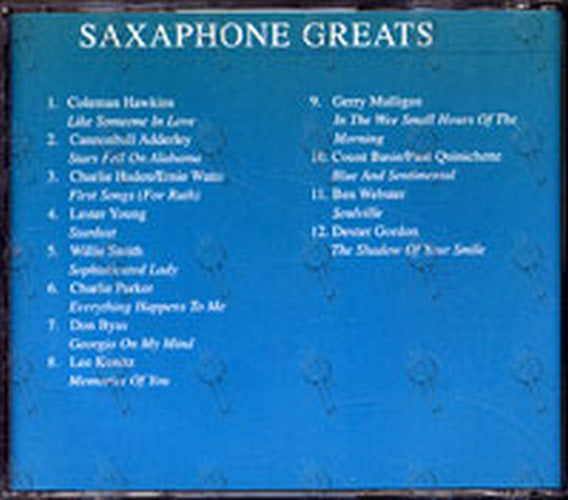 SAXAPHONE GREATS
1. Coleman Hawkins
Like Someone In Love
2. Cannonball Adderley
Stars Fell On Alabama
3. Charlie Haden/Ernie Watts
First Songs (For Ruth)
4. Lester Young
Stardust
5. Willie Smith
Sophisticated Lady
6. Charlie Parker
Everything Happens To Me
7. Don Byas
Georgia On My Mind
8. Lee Konitz
Memories Of You
9. Gerry Mulligan
In The Wee Small Hours Of The
Morning
10. Count Basie/Paul Quinichette
Blue And Sentimental
11. Ben Webster
Soulville
12. Dexter Gordon
The Shadow Of Your Smile